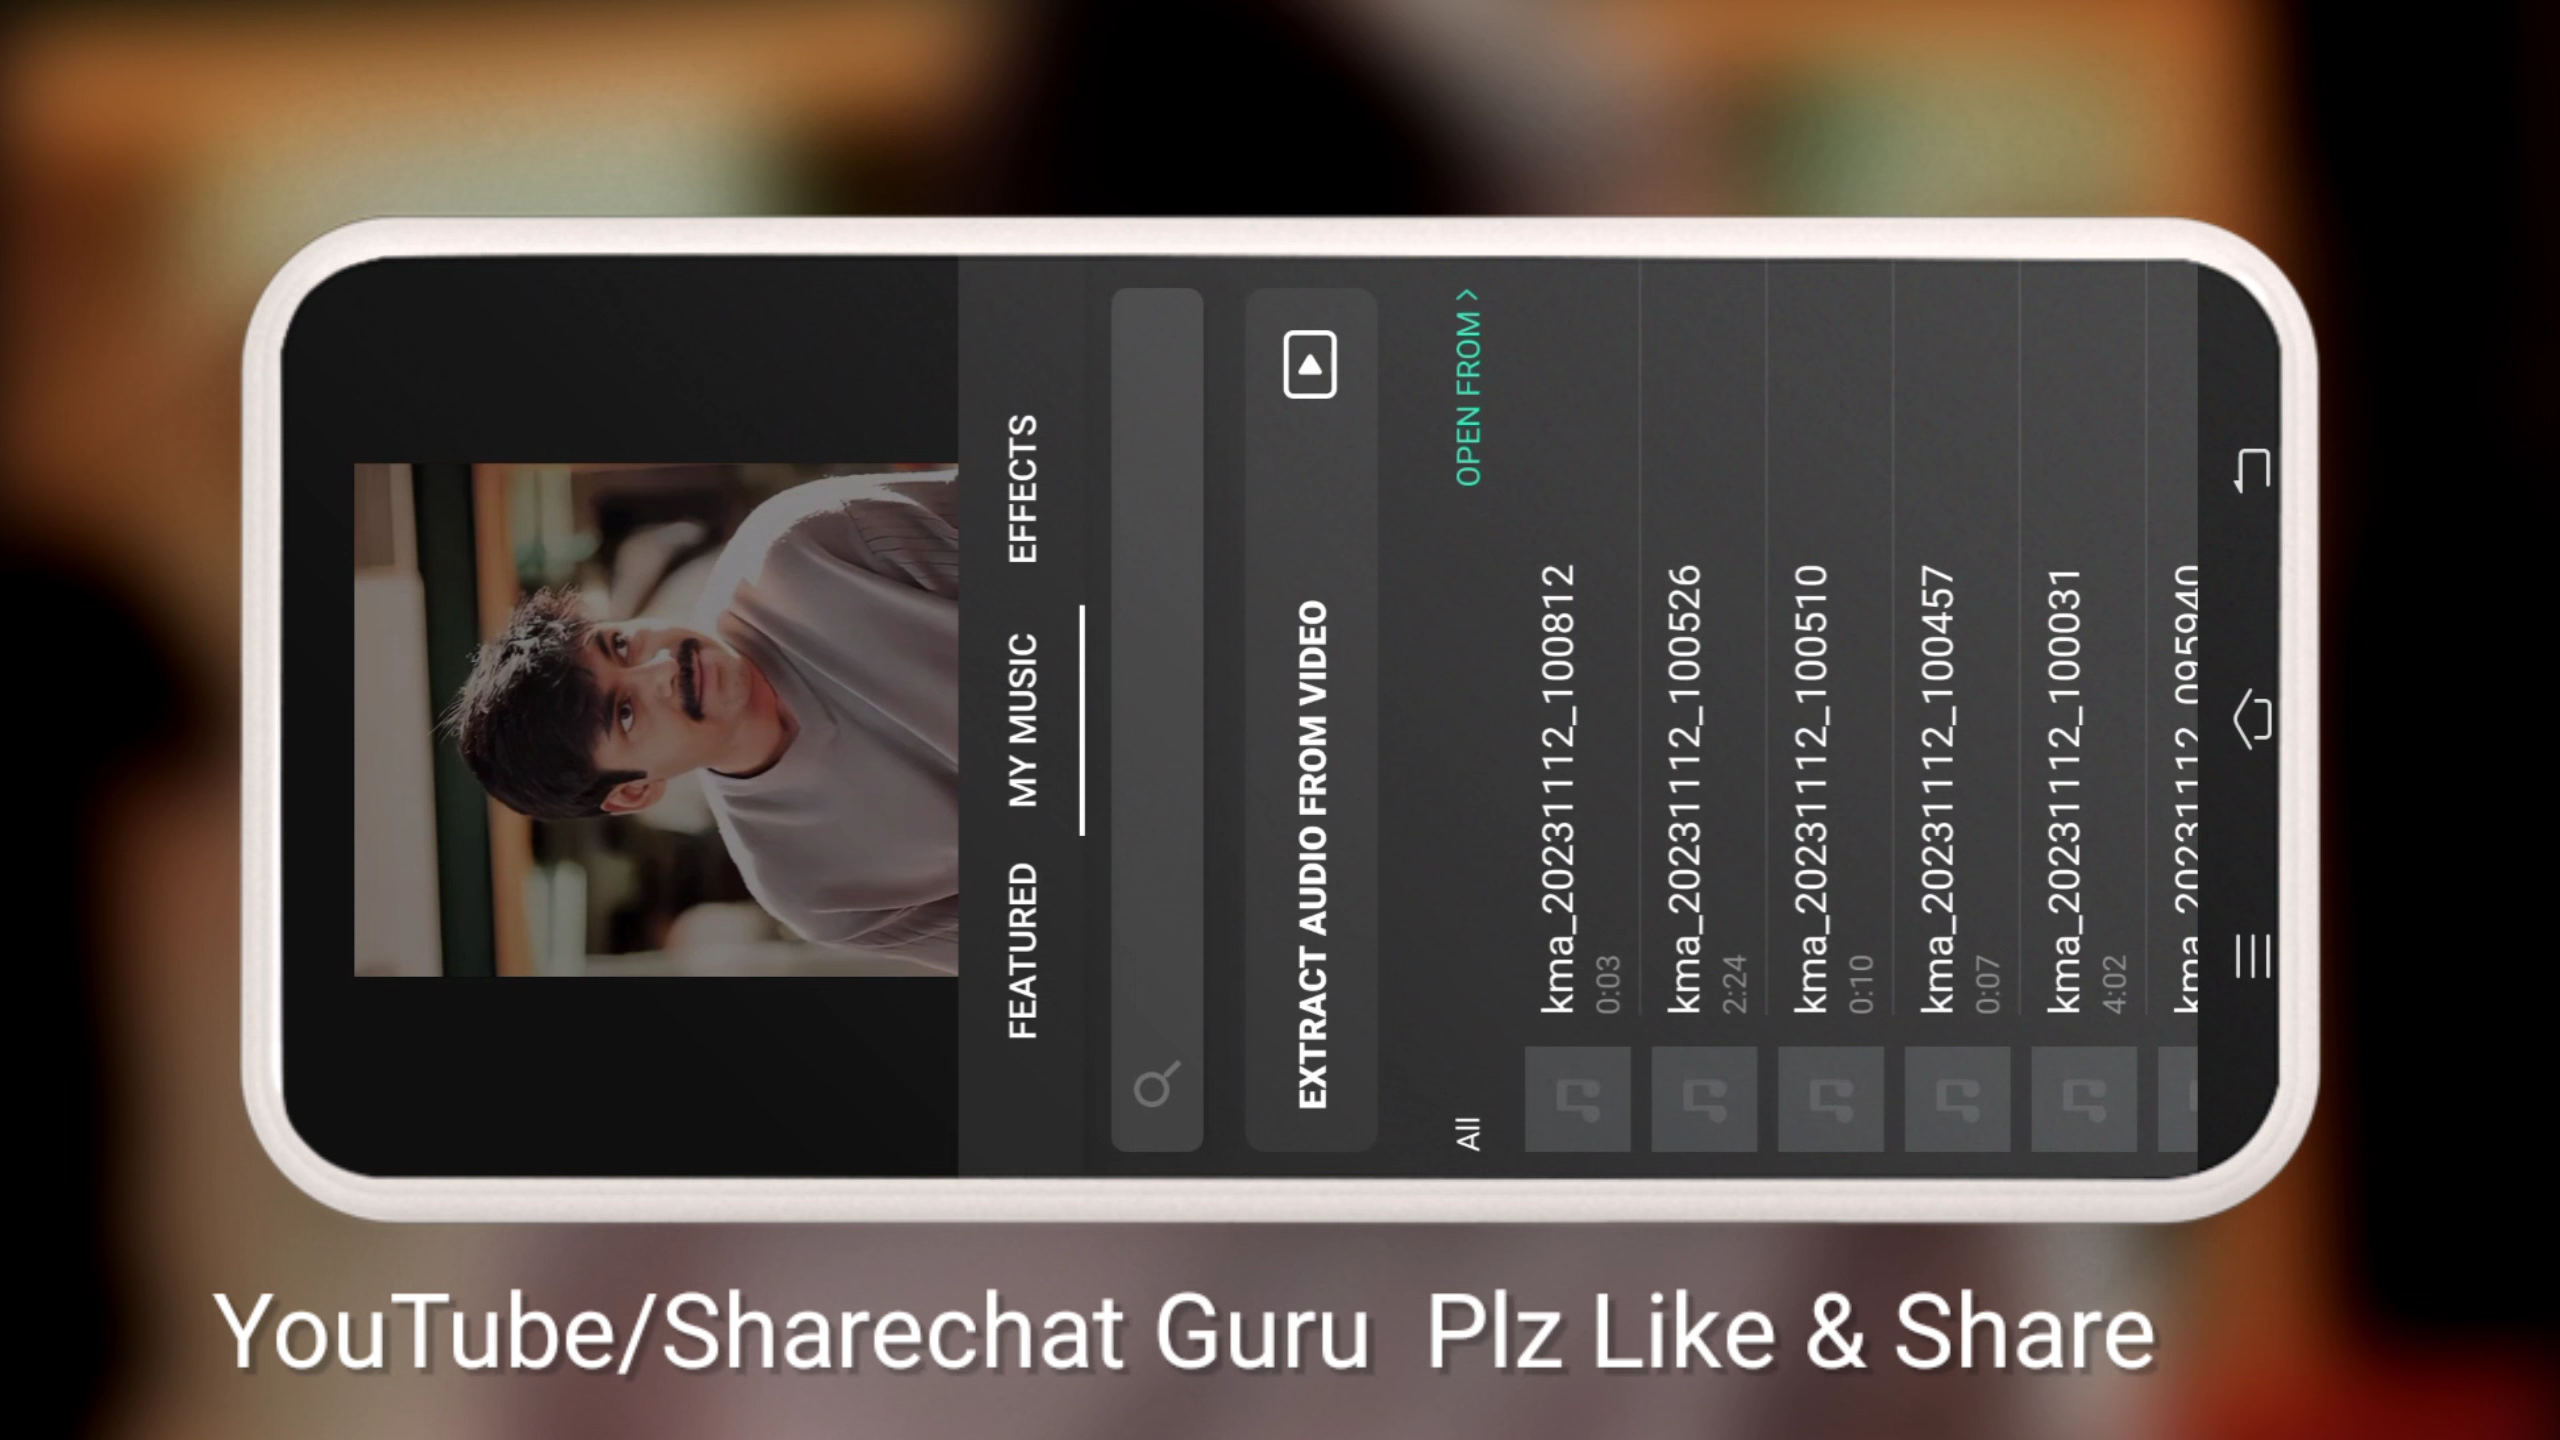 FEATURED MY MUSIC EFFECTS
EXTRACT AUDIO FROM VIDEO
All OPEN FROM >
kma_20231112_100812
0:03
kma_20231112_100526
2:24
kma_20231112_100510
0:10
kma_20231112_100457
0:07
kma_20231112_100031
4:02
kma_20231112_095940
YouTube/Sharechat Guru Plz Like & Share